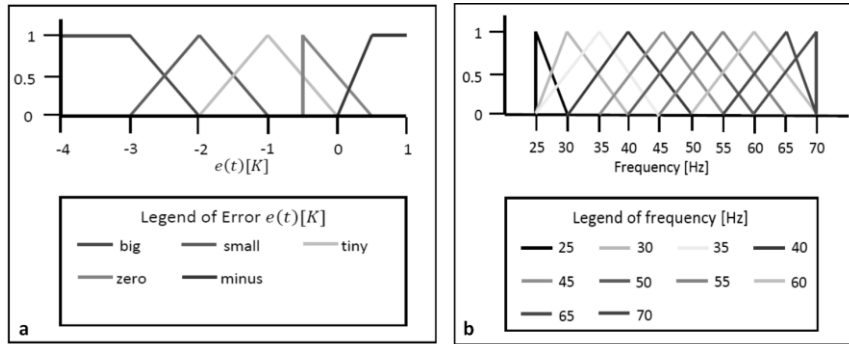 1
0.5
0
-4 -3 -2 -1 0 1
e(t)[K]
Legend of Error e(t)[K]
big small tiny
zero minus
a
1
0.5
0
25 30 35 40 45 50 55 60 65 70
Frequency [Hz]
Legend of frequency [Hz]
25 30 35 40
45 50 55 60
65 70
b